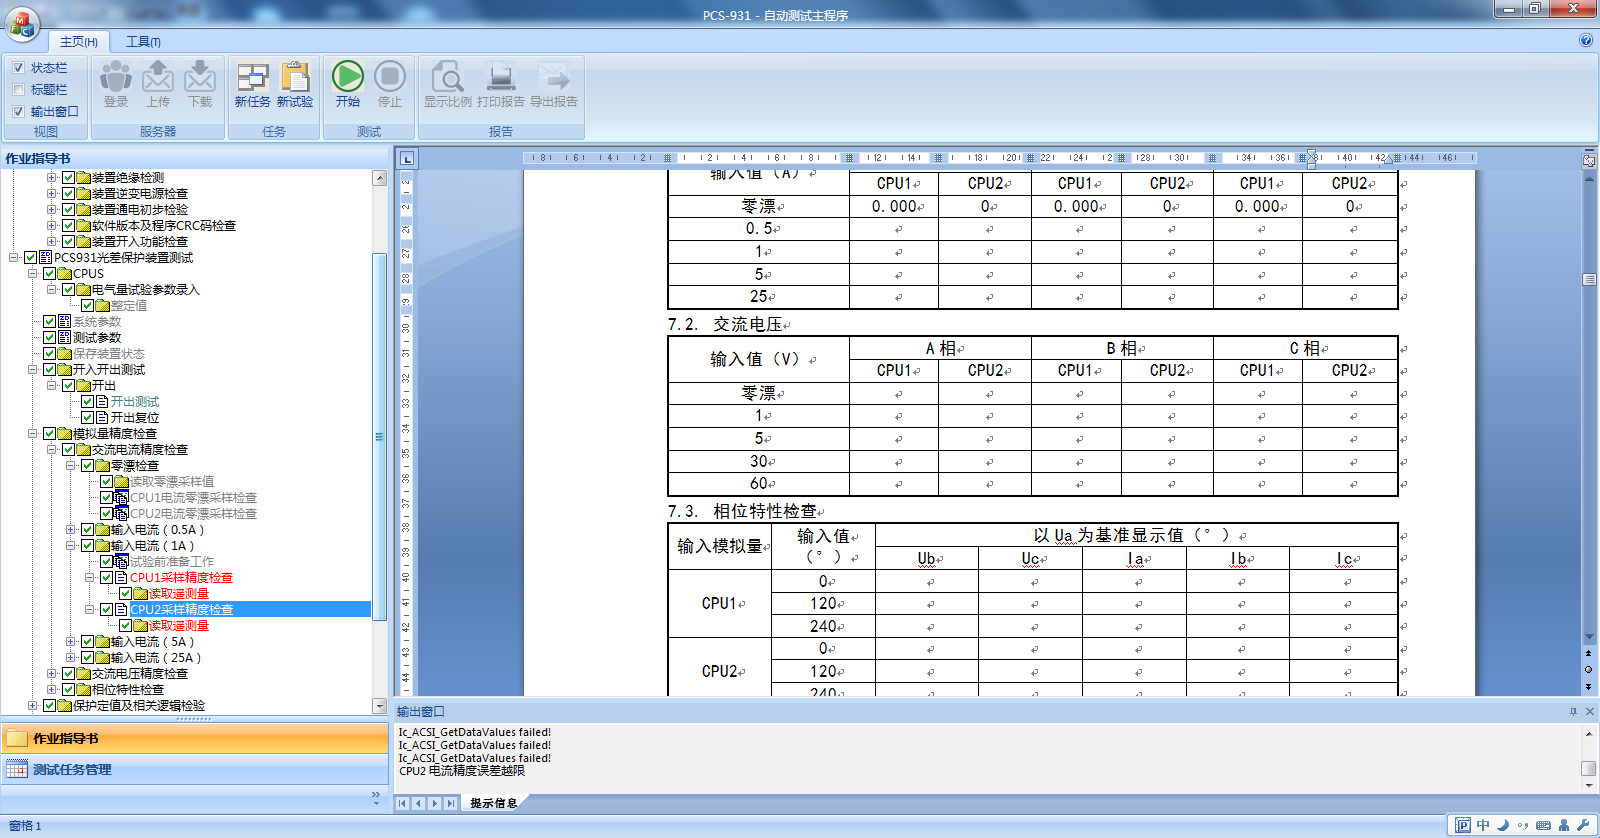 PCS-931 - 自动测试主程序
主页(H) 工具(T)
状态栏
标题栏
输出窗口
视图
登录 上传 下载
服务器
新任务 新试验
任务
开始 停止
测试
显示比例 打印报告 导出报告
报告
作业指导书
装置绝缘检测
装置逆变电源检查
装置通电初步检验
软件版本及程序CRC码检查
装置开入功能检查
PCS931光差保护装置测试
CPUS
电气量试验参数录入
整定值
系统参数
测试参数
保存装置状态
开入开出测试
开出
开出测试
开出复位
模拟量精度检查
交流电流精度检查
零漂检查
读取零漂采样值
CPU1电流零漂采样检查
CPU2电流零漂采样检查
输入电流（0.5A）
输入电流（1A）
试验前准备工作
CPU1采样精度检查
读取遥测量
CPU2采样精度检查
读取遥测量
输入电流（5A）
输入电流（25A）
交流电压精度检查
相位特性检查
保护定值及相关逻辑检验
作业指导书
测试任务管理
输入值（A）
CPU1 CPU2 CPU1 CPU2 CPU1 CPU2
零漂 0.000 0 0.000 0 0.000 0
0.5
1
5
25
7.2. 交流电压
输入值（V） A 相 B 相 C 相
CPU1 CPU2 CPU1 CPU2 CPU1 CPU2
零漂
1
5
30
60
7.3. 相位特性检查
输入模拟量 输入值（°） 以 Ua 为基准显示值（°）
Ub Uc Ia Ib Ic
CPU1 0
120
240
CPU2 0
120
240
输出窗口
Ic_ACSI_GetDataValues failed!
Ic_ACSI_GetDataValues failed!
Ic_ACSI_GetDataValues failed!
CPU2 电流精度误差越限
提示信息
窗格 1
中